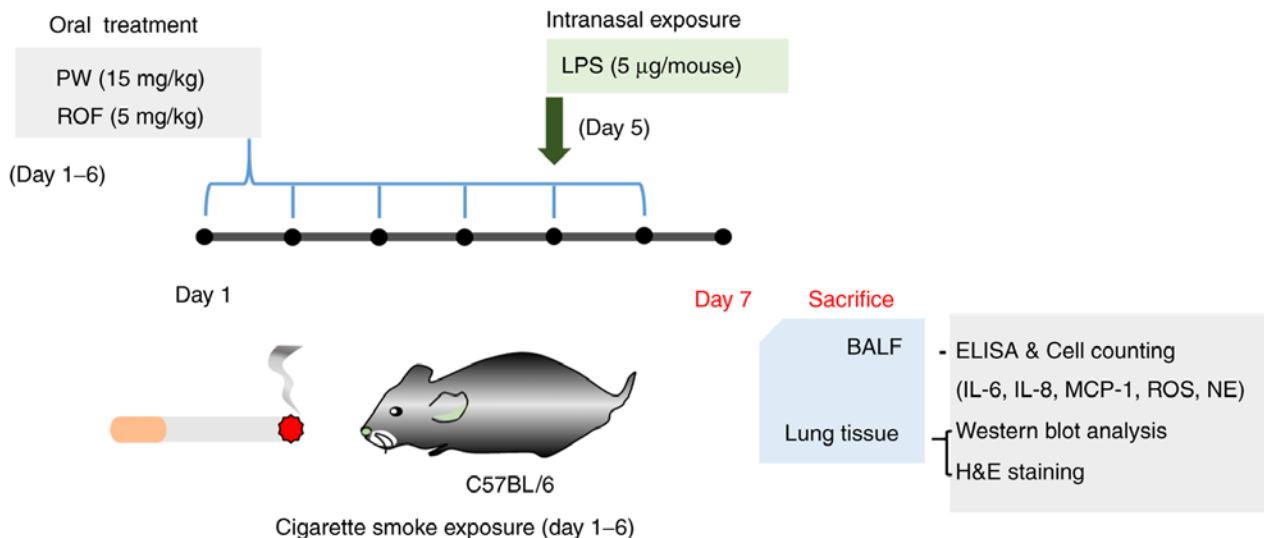 Oral treatment
PW (15 mg/kg)
ROF (5 mg/kg)
(Day 1–6)
Intranasal exposure
LPS (5 μg/mouse)
(Day 5)
Day 1
Day 7
Sacrifice
BALF
ELISA & Cell counting
(IL-6, IL-8, MCP-1, ROS, NE)
Lung tissue
Western blot analysis
H&E staining
C57BL/6
Cigarette smoke exposure (day 1–6)